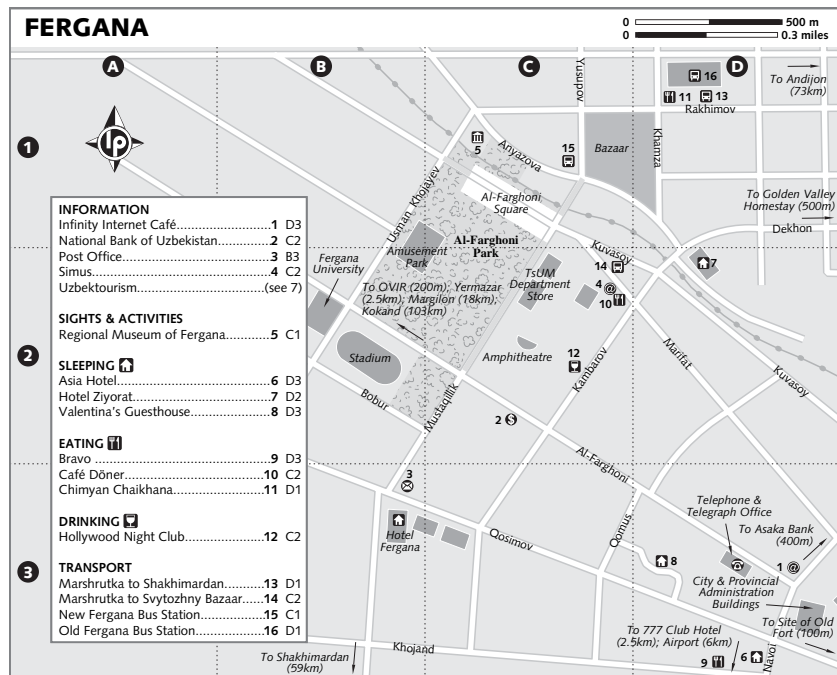 FERGANA
0 500 m
0 0.3 miles
A
B
C
D
1
2
3
lp
16
To Andijon
(73km)
11
13
Rakhimov
Yusupov
Khamza
15
Bazaar
5
Anyazova
Al-Farghoni
Square
Usman Khojayev
To Golden Valley
Homestay (500m)
Dekhon
Amusement
Park
Al-Farghoni
Park
Kuvasoy
Fergana
University
TsUM
Department
Store
14
4 @
10
7
To OVIR (200m), Yermazar
(2.5km); Margilon (18km);
Kokand (103km)
Stadium
Amphitheatre
12
Kambarov
Marifat
Kuvasoy
Bobur
Mustaqillik
2 $
Al-Farghoni
3
Hotel
Fergana
Qosimov
Qomus
Telephone &
Telegraph Office
To Asaka Bank
(400m)
8
1 @
City & Provincial
Administration
Buildings
To 777 Club Hotel
(2.5km); Airport (6km)
To Site of Old
Fort (100m)
Navoi
9
6
Khojand
To Shakhimardan
(59km)
INFORMATION
Infinity Internet Café....................1 D3
National Bank of Uzbekistan....2 C2
Post Office....................3 B3
Simus....................4 C2
Uzbektourism....................(see 7)
SIGHTS & ACTIVITIES
Regional Museum of Fergana....5 C1
SLEEPING
Asia Hotel....................6 D3
Hotel Ziyorat....................7 D2
Valentina's Guesthouse....................8 D3
EATING
Bravo....................9 D3
Café Döner....................10 C2
Chimyan Chaikhana....................11 D1
DRINKING
Hollywood Night Club....................12 C2
TRANSPORT
Marshrutka to Shakhimardan....13 D1
Marshrutka to Svytozhny Bazaar....14 C2
New Fergana Bus Station....15 C1
Old Fergana Bus Station....16 D1